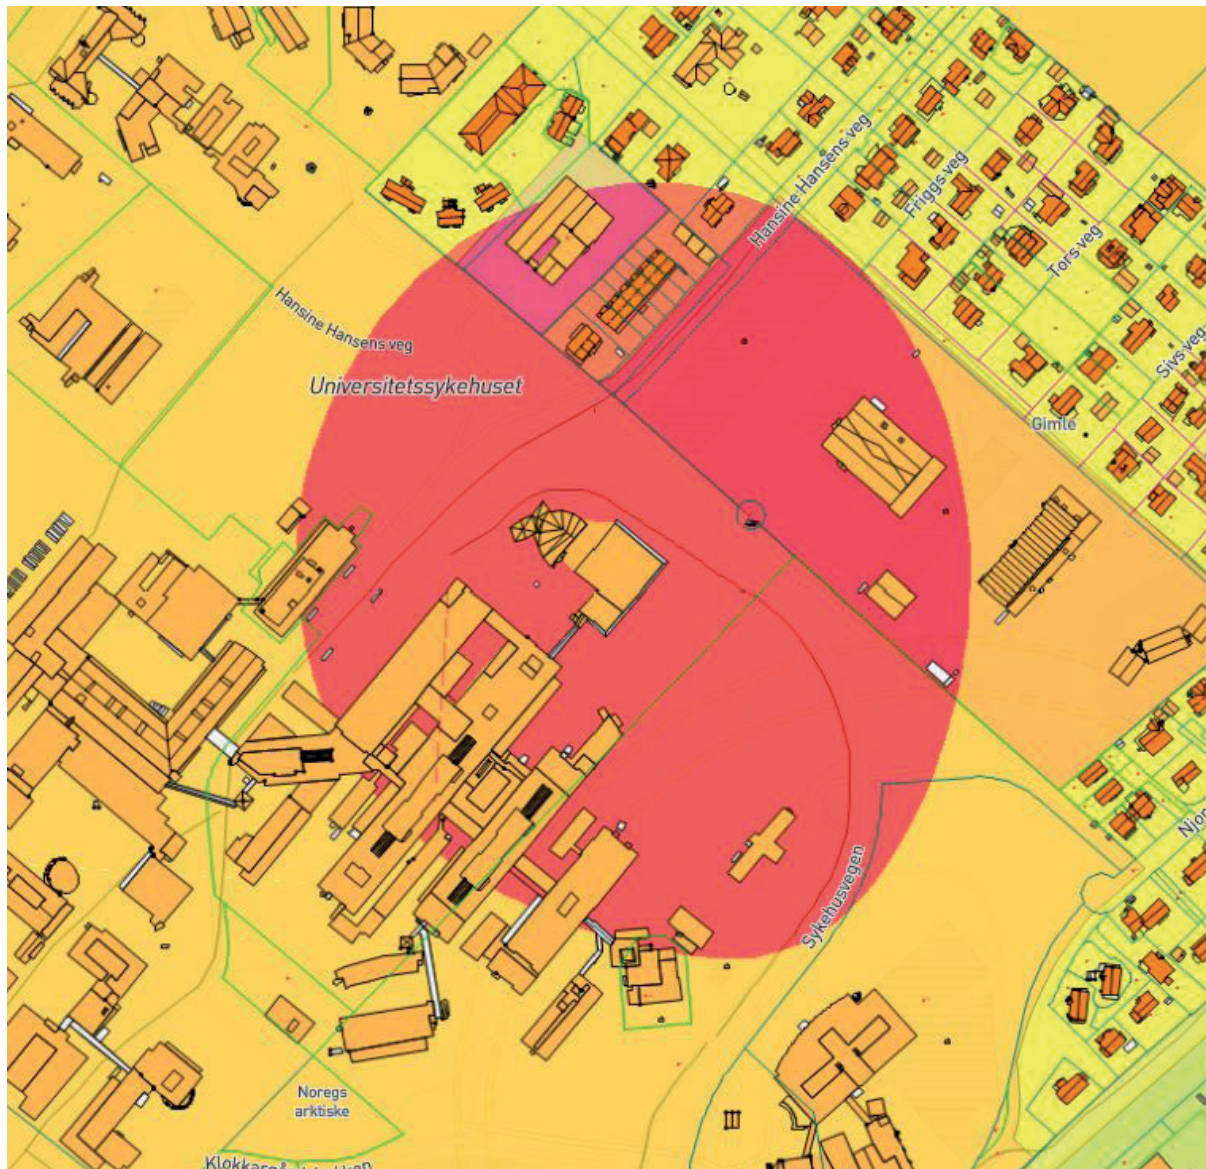 Hansine Hansens veg
Friggs veg
Tors veg
Sivs veg
Hansine Hansens veg
Universitetssykehuset
Gimle
Sykehusvegen
Noregs
arktiske